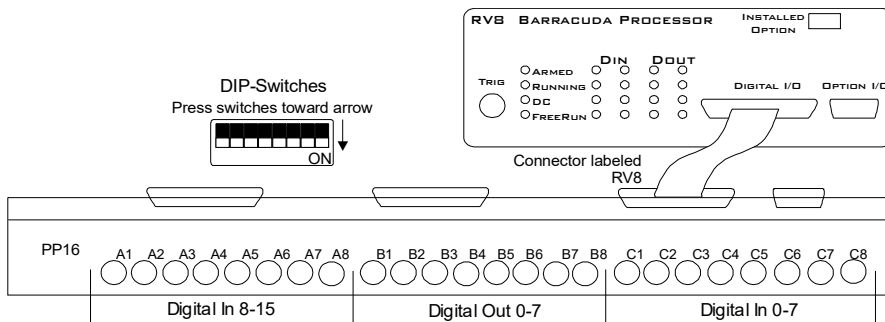 RV8 BARRACUDA PROCESSOR
INSTALLED
OPTION
DIN DOUT
TRIG
ARMED
RUNNING
DC
FREERUN
DIGITAL I/O OPTION I/O
DIP-Switches
Press switches toward arrow
ON
Connector labeled
RV8
PP16
A1 A2 A3 A4 A5 A6 A7 A8 B1 B2 B3 B4 B5 B6 B7 B8 C1 C2 C3 C4 C5 C6 C7 C8
Digital In 8-15 Digital Out 0-7 Digital In 0-7